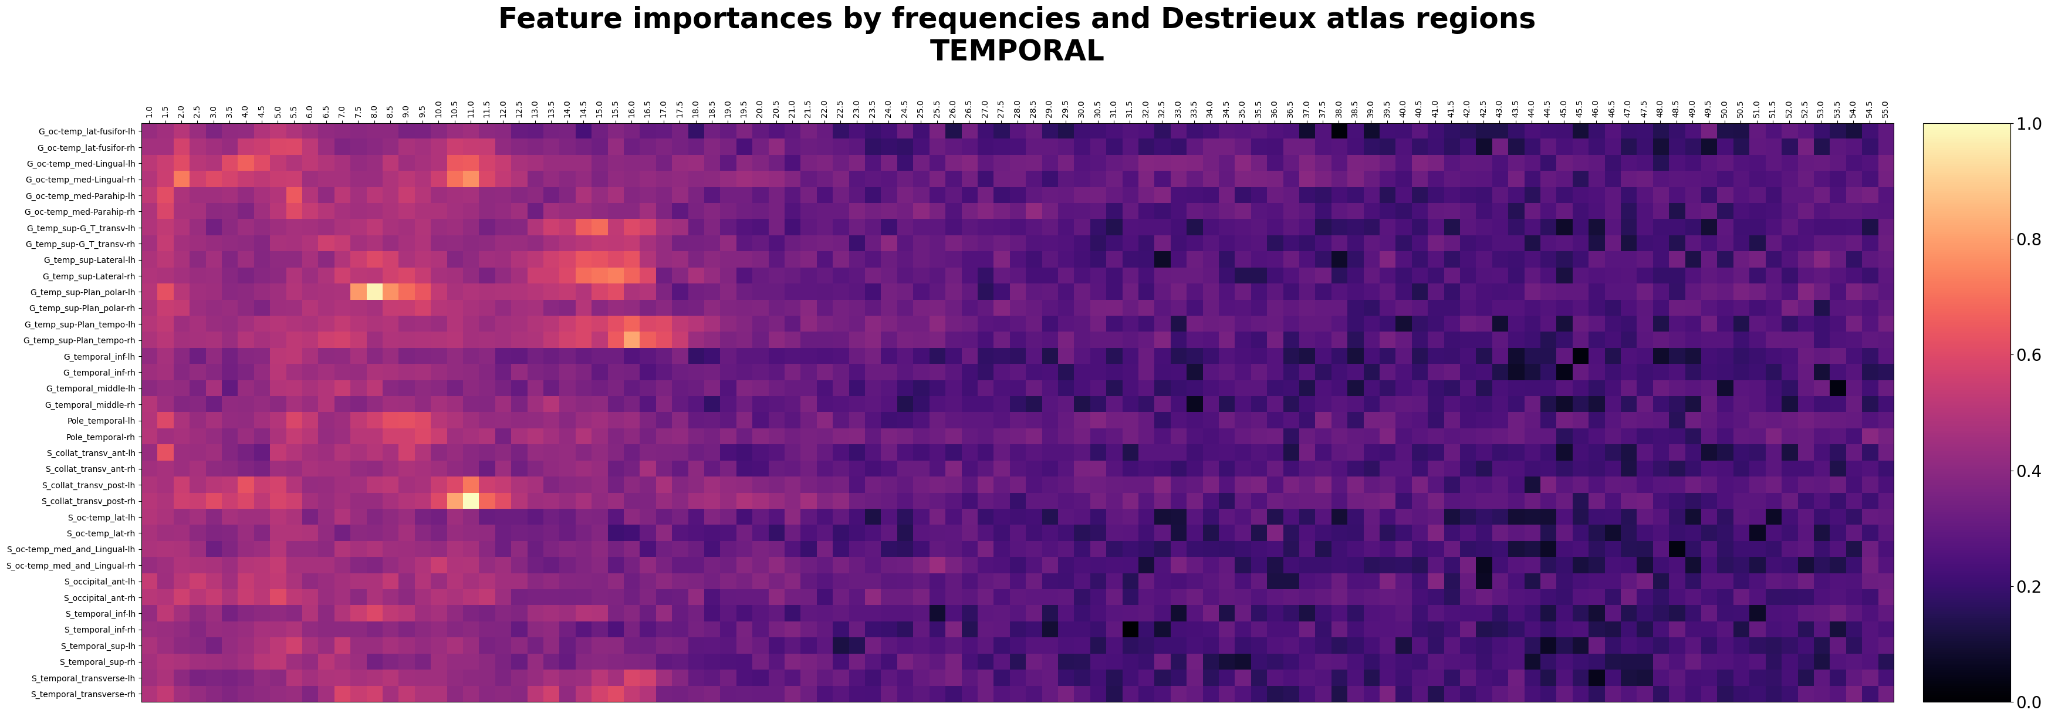 Feature importances by frequencies and Destrieux atlas regions
TEMPORAL
1.0 1.5 2.0 2.5 3.0 3.5 4.0 4.5 5.0 5.5 6.0 6.5 7.0 7.5 8.0 8.5 9.0 9.5 10.0 10.5 11.0 11.5 12.0 12.5 13.0 13.5 14.0 14.5 15.0 15.5 16.0 16.5 17.0 17.5 18.0 18.5 19.0 19.5 20.0 20.5 21.0 21.5 22.0 22.5 23.0 23.5 24.0 24.5 25.0 25.5 26.0 26.5 27.0 27.5 28.0 28.5 29.0 29.5 30.0 30.5 31.0 31.5 32.0 32.5 33.0 33.5 34.0 34.5 35.0 35.5 36.0 36.5 37.0 37.5 38.0 38.5 39.0 39.5 40.0 40.5 41.0 41.5 42.0 42.5 43.0 43.5 44.0 44.5 45.0 45.5 46.0 46.5 47.0 47.5 48.0 48.5 49.0 49.5 50.0 50.5 51.0 51.5 52.0 52.5 53.0 53.5 54.0 54.5 55.0
G_oc-temp_lat-fusifor-lh
G_oc-temp_lat-fusifor-rh
G_oc-temp_med-Lingual-lh
G_oc-temp_med-Lingual-rh
G_oc-temp_med-Parahip-lh
G_oc-temp_med-Parahip-rh
G_temp_sup-G_T_transv-lh
G_temp_sup-G_T_transv-rh
G_temp_sup-Lateral-lh
G_temp_sup-Lateral-rh
G_temp_sup-Plan_polar-lh
G_temp_sup-Plan_polar-rh
G_temp_sup-Plan_tempo-lh
G_temp_sup-Plan_tempo-rh
G_temporal_inf-lh
G_temporal_inf-rh
G_temporal_middle-lh
G_temporal_middle-rh
Pole_temporal-lh
Pole_temporal-rh
S_collat_transv_ant-lh
S_collat_transv_ant-rh
S_collat_transv_post-lh
S_collat_transv_post-rh
S_oc-temp_lat-lh
S_oc-temp_lat-rh
S_oc-temp_med_and_Lingual-lh
S_oc-temp_med_and_Lingual-rh
S_occipital_ant-lh
S_occipital_ant-rh
S_temporal_inf-lh
S_temporal_inf-rh
S_temporal_sup-lh
S_temporal_sup-rh
S_temporal_transverse-lh
S_temporal_transverse-rh
1.0
0.8
0.6
0.4
0.2
0.0